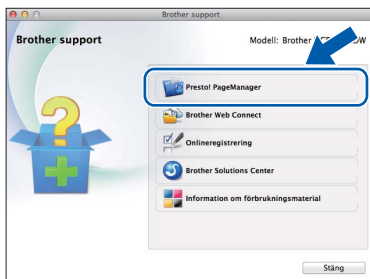 Brother support
Brother support
Modell: Brother
Presto! PageManager
Brother Web Connect
Onlineregistrering
Brother Solutions Center
Information om förbrukningsmaterial
Stäng